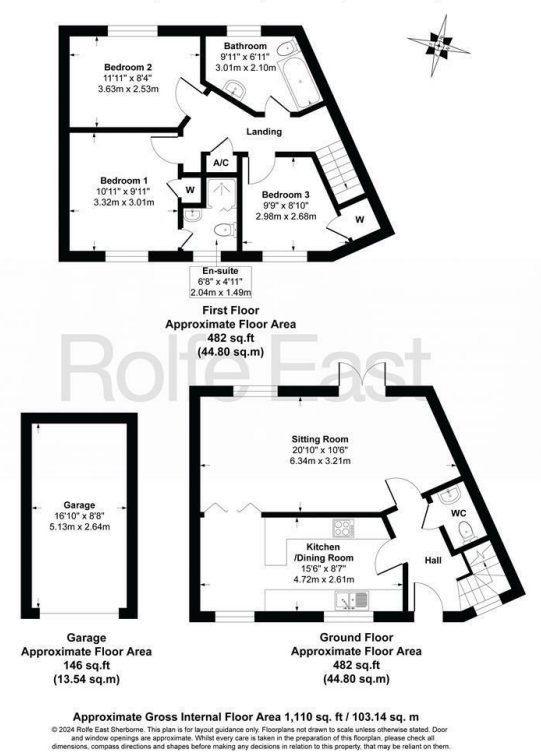 Bedroom 2
11'11" x 8'4"
3.63m x 2.53m
Bathroom
9'11" x 6'11"
3.01m x 2.10m
Landing
A/C
Bedroom 1
10'11" x 9'11"
3.32m x 3.01m
W
Bedroom 3
9'9" x 8'10"
2.98m x 2.68m
W
En-suite
6'8" x 4'11"
2.04m x 1.49m
First Floor
Approximate Floor Area
482 sq.ft
(44.80 sq.m)
Rolfe East
Sitting Room
20'10" x 10'6"
6.34m x 3.21m
WC
Garage
16'10" x 8'8"
5.13m x 2.64m
Kitchen
/Dining Room
15'6" x 8'7"
4.72m x 2.61m
Hall
Garage
Approximate Floor Area
146 sq.ft
(13.54 sq.m)
Ground Floor
Approximate Floor Area
482 sq.ft
(44.80 sq.m)
Approximate Gross Internal Floor Area 1,110 sq. ft / 103.14 sq. m
© 2024 Rolfe East Sherborne. This plan is for layout guidance only. Floorplans not drawn to scale unless otherwise stated. Door
and window openings are approximate. Whilst every care is taken in the preparation of this floorplan, please check all
dimensions, compass directions and shapes before making any decisions in relation to this property, that may be reliant on them.